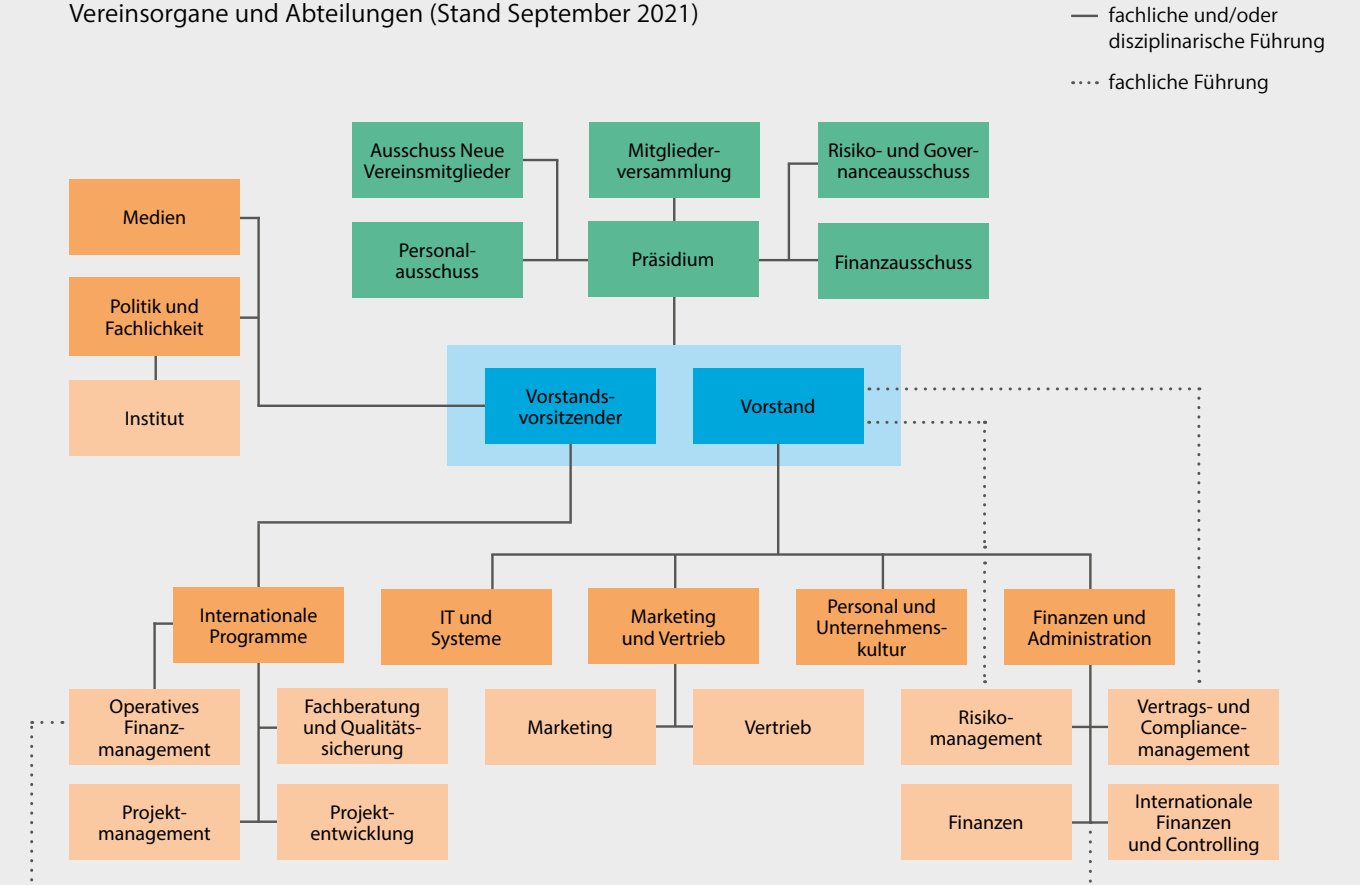 Vereinsorgane und Abteilungen (Stand September 2021)
fachliche und/oder
disziplinarische Führung
fachliche Führung
Ausschuss Neue
Vereinsmitglieder
Mitglieder-
versammlung
Risiko- und Gover-
nanceausschuss
Medien
Personal-
ausschuss
Präsidium
Finanzausschuss
Politik und
Fachlichkeit
Institut
Vorstands-
vorsitzender
Vorstand
Internationale
Programme
IT und
Systeme
Marketing
und Vertrieb
Personal und
Unternehmens-
kultur
Finanzen und
Administration
Operatives
Finanz-
management
Fachberatung
und Qualitäts-
sicherung
Marketing
Vertrieb
Risiko-
management
Vertrags- und
Compliance-
management
Projekt-
management
Projekt-
entwicklung
Finanzen
Internationale
Finanzen
und Controlling